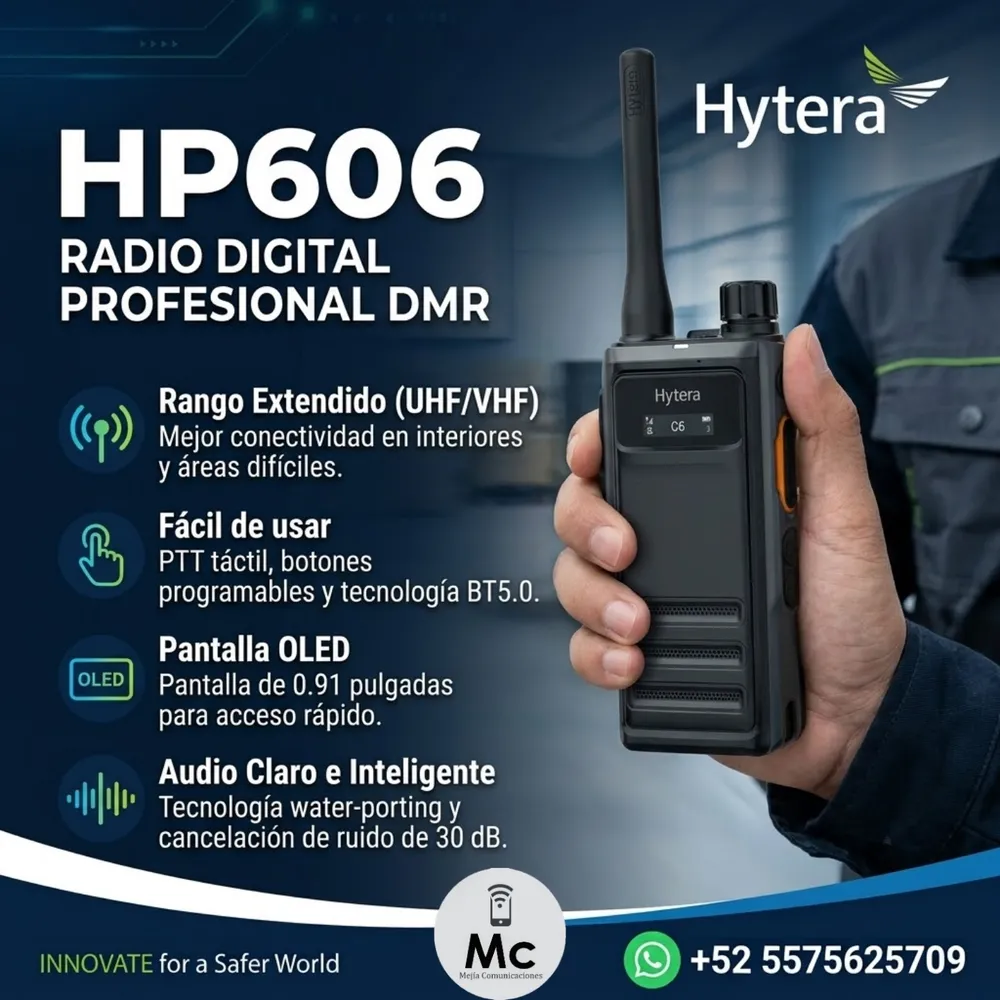 Hytera
HP606
RADIO DIGITAL
PROFESIONAL DMR
Rango Extendido (UHF/VHF)
Mejor conectividad en interiores
y áreas difíciles.
Fácil de usar
PTT táctil, botones
programables y tecnología BT5.0.
OLED
Pantalla OLED
Pantalla de 0.91 pulgadas
para acceso rápido.
Audio Claro e Inteligente
Tecnología water-porting y
cancelación de ruido de 30 dB.
Hytera
Hytera
C6
3
INNOVATE for a Safer World
Mc
Mejía Comunicaciones
+52 5575625709